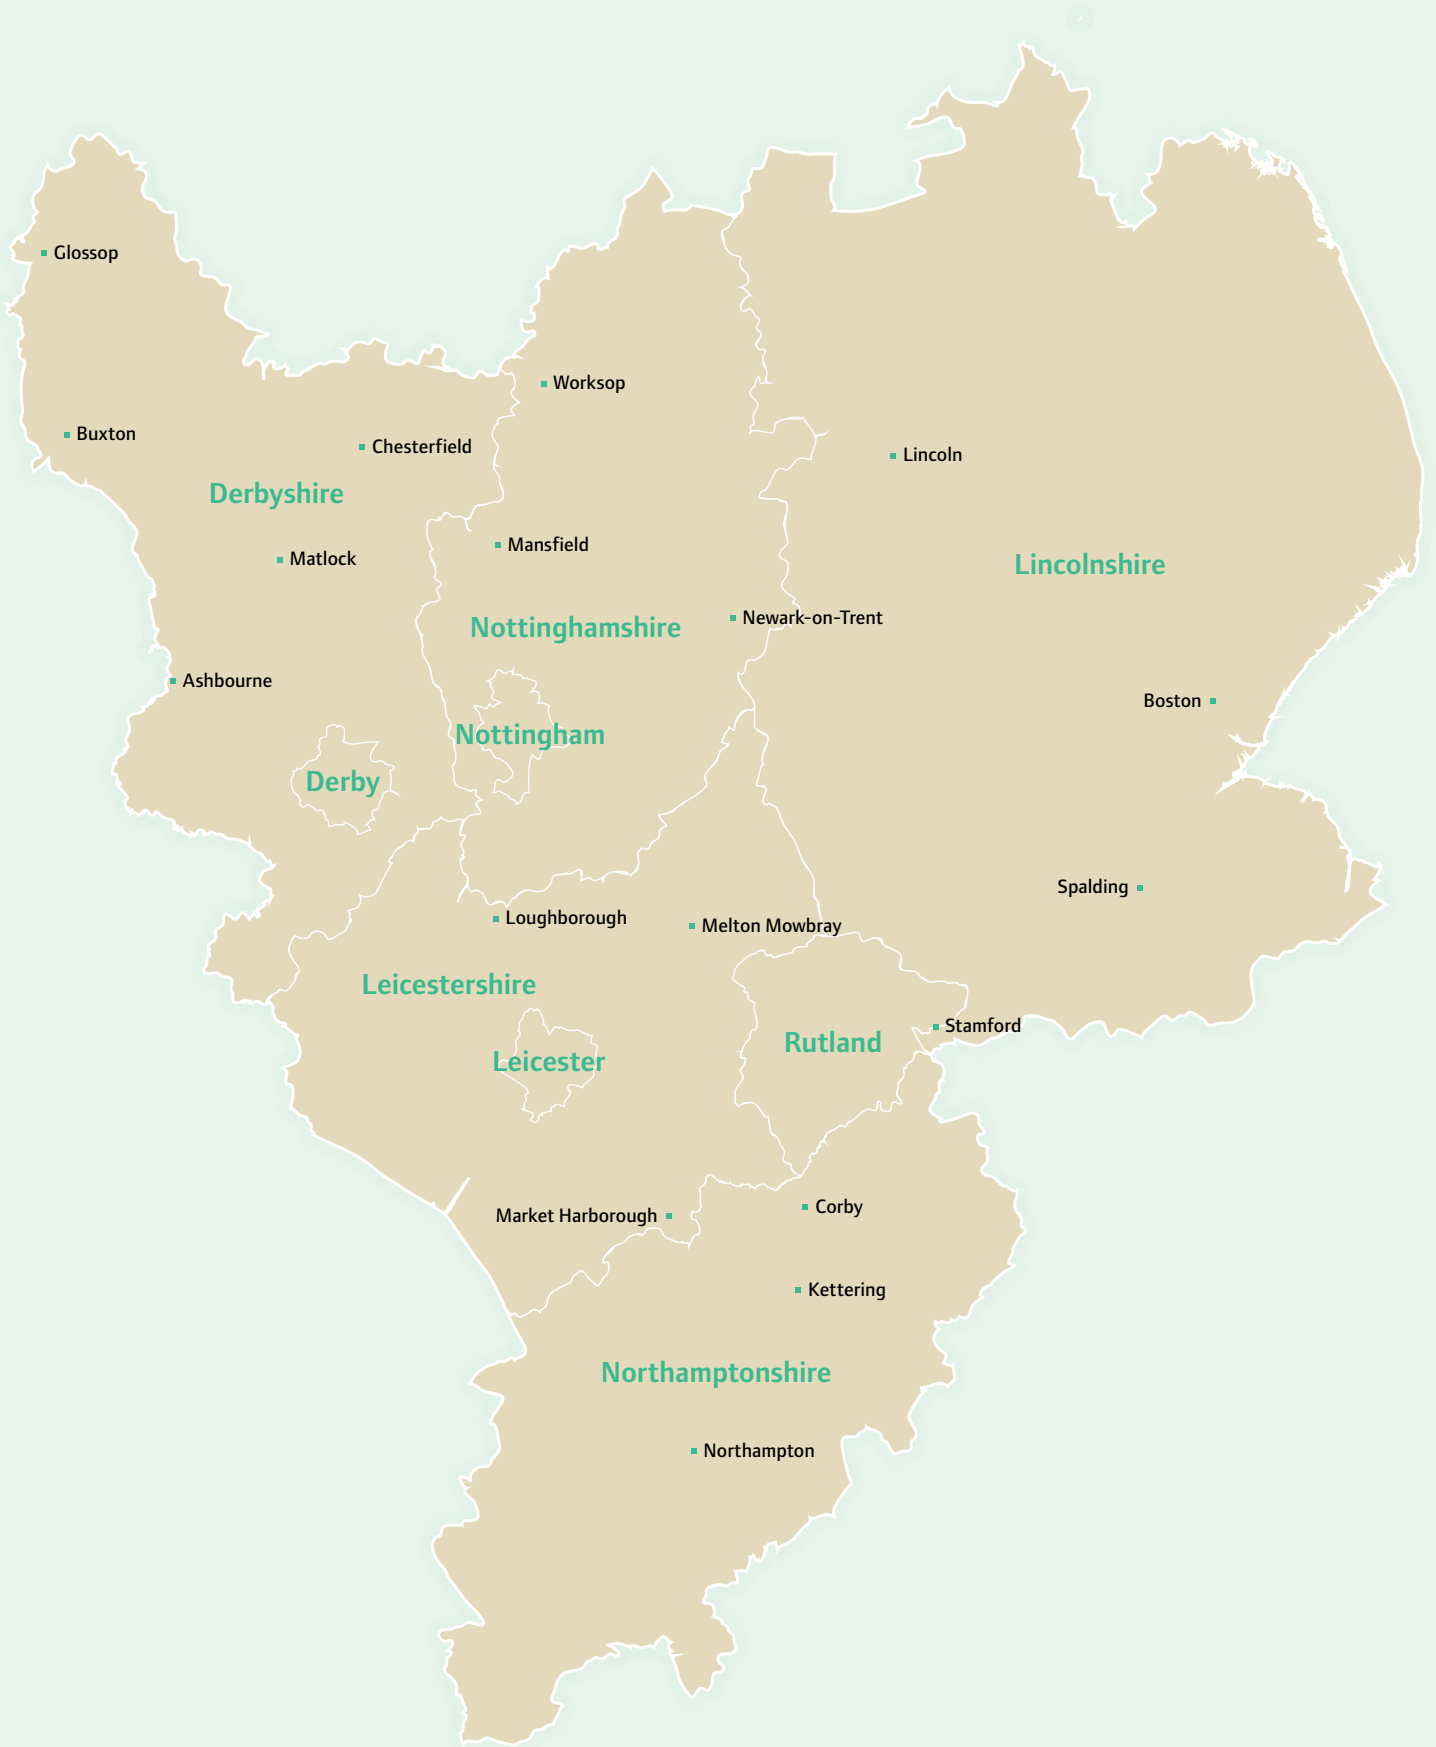 Glossop
Worksop
Buxton
Chesterfield
Lincoln
Derbyshire
Mansfield
Matlock
Lincolnshire
Newark-on-Trent
Nottinghamshire
Ashbourne
Boston
Nottingham
Derby
Spalding
Loughborough
Melton Mowbray
Leicestershire
Stamford
Rutland
Leicester
Corby
Market Harborough
Kettering
Northamptonshire
Northampton